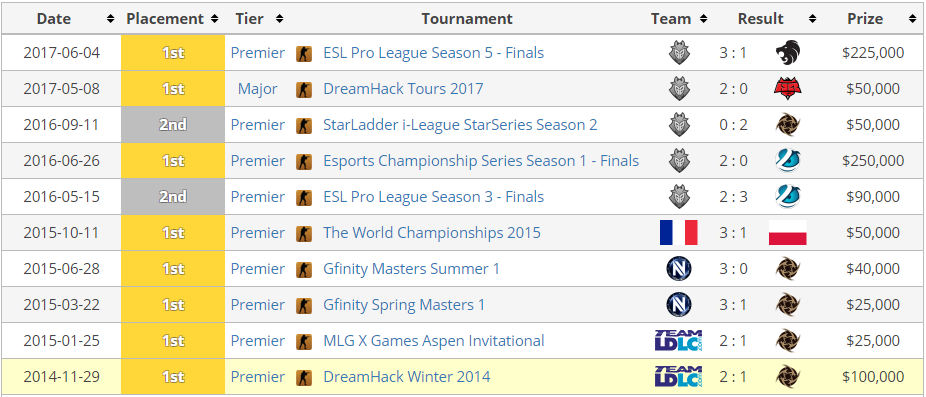 Date Placement Tier Tournament Team Result Prize
2017-06-04 1st Premier ESL Pro League Season 5 - Finals 3 : 1 $225,000
2017-05-08 1st Major DreamHack Tours 2017 2 : 0 $50,000
2016-09-11 2nd Premier StarLadder i-League StarSeries Season 2 0 : 2 $50,000
2016-06-26 1st Premier Esports Championship Series Season 1 - Finals 2 : 0 $250,000
2016-05-15 2nd Premier ESL Pro League Season 3 - Finals 2 : 3 $90,000
2015-10-11 1st Premier The World Championships 2015 3 : 1 $50,000
2015-06-28 1st Premier Gfinity Masters Summer 1 N 3 : 0 $40,000
2015-03-22 1st Premier Gfinity Spring Masters 1 N 3 : 1 $25,000
2015-01-25 1st Premier MLG X Games Aspen Invitational TEAM LDLC 2 : 1 $25,000
2014-11-29 1st Premier DreamHack Winter 2014 TEAM LDLC 2 : 1 $100,000